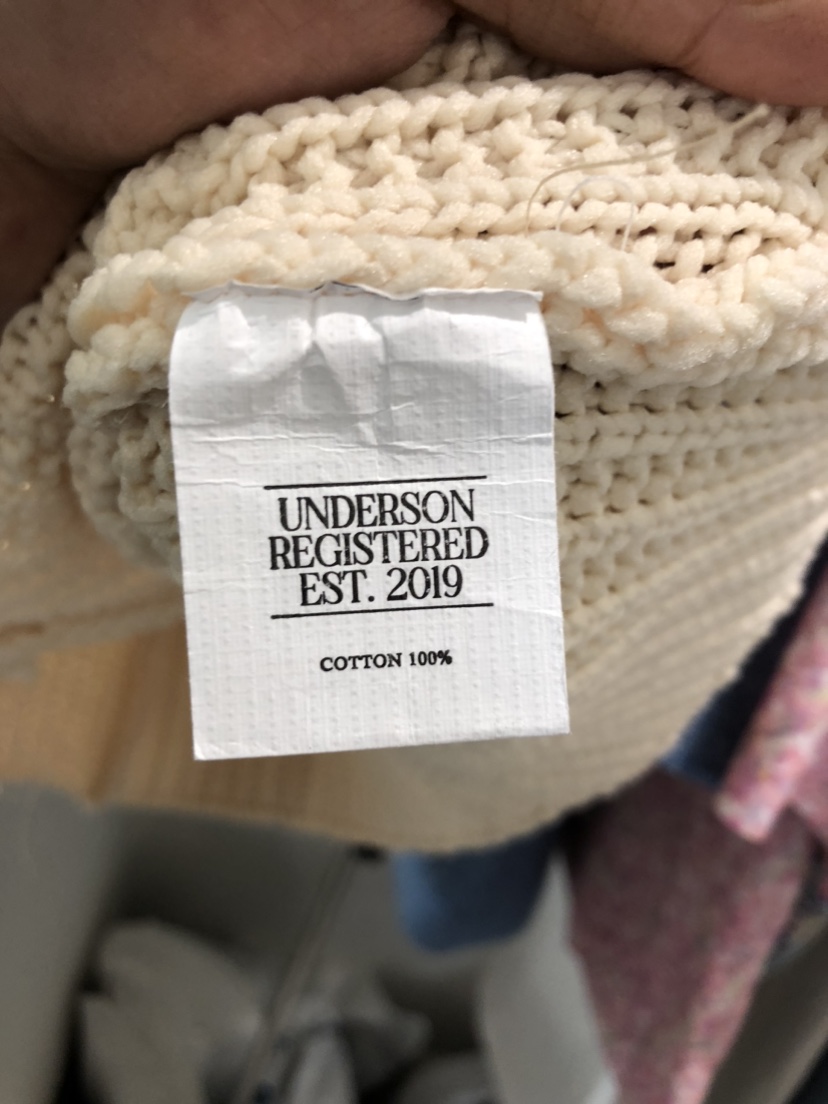 UNDERSON
REGISTERED
EST. 2019
COTTON 100%